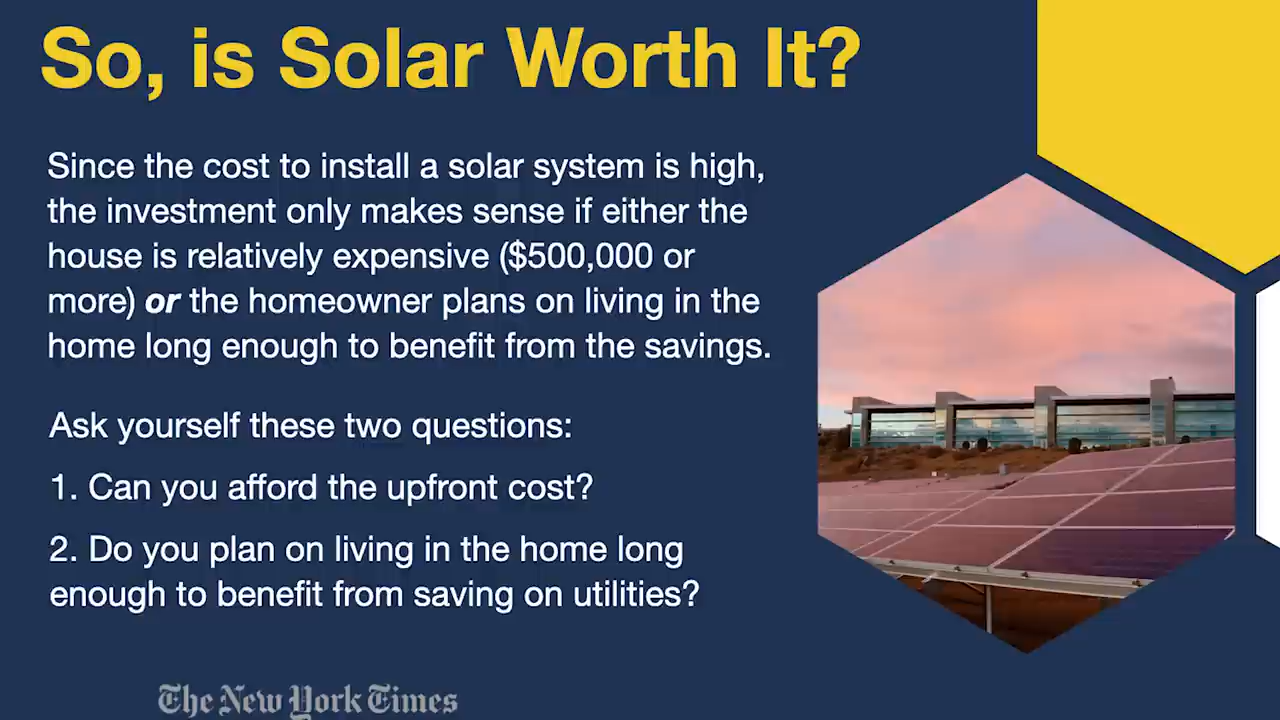 So, is Solar Worth It?
Since the cost to install a solar system is high,
the investment only makes sense if either the
house is relatively expensive ($500,000 or
more) or the homeowner plans on living in the
home long enough to benefit from the savings.
Ask yourself these two questions:
1. Can you afford the upfront cost?
2. Do you plan on living in the home long
enough to benefit from saving on utilities?
The New York Times